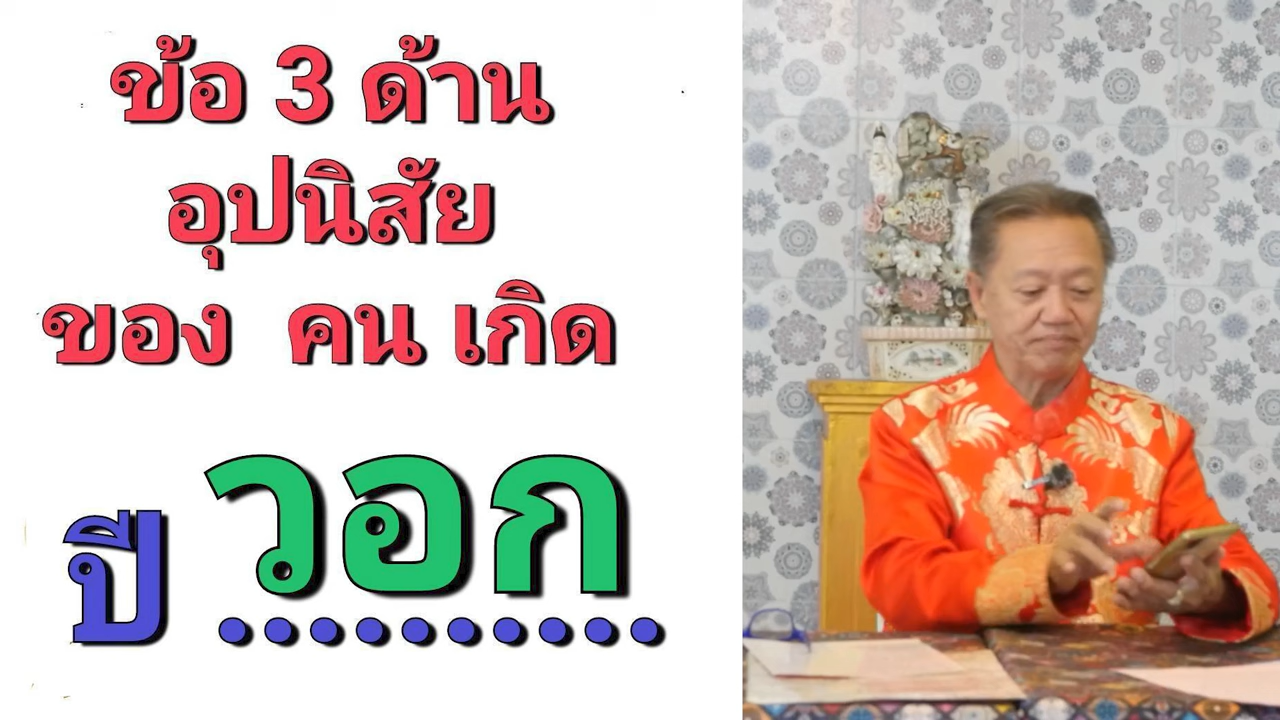 ข้อ 3 ด้าน
อุปนิสัย
ของ คน เกิด
ปี วอก
..........